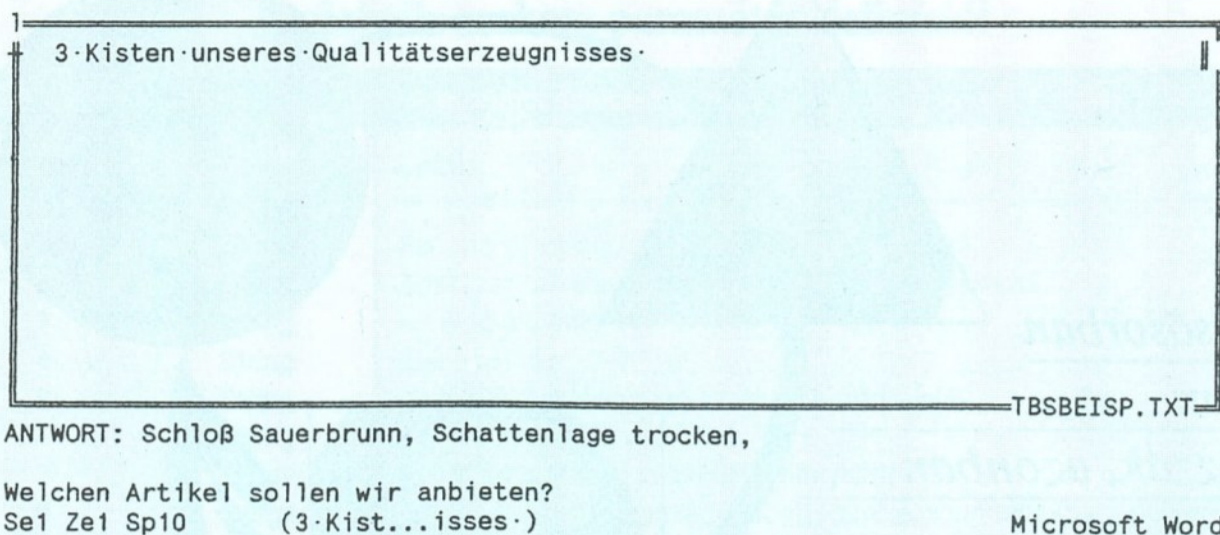 1
3·Kisten·unseres·Qualitätserzeugnisses·
TBSBEISP.TXT
ANTWORT: Schloß Sauerbrunn, Schattenlage trocken,
Welchen Artikel sollen wir anbieten?
Se1 Ze1 Sp10 (3·Kist...isses·) Microsoft Word